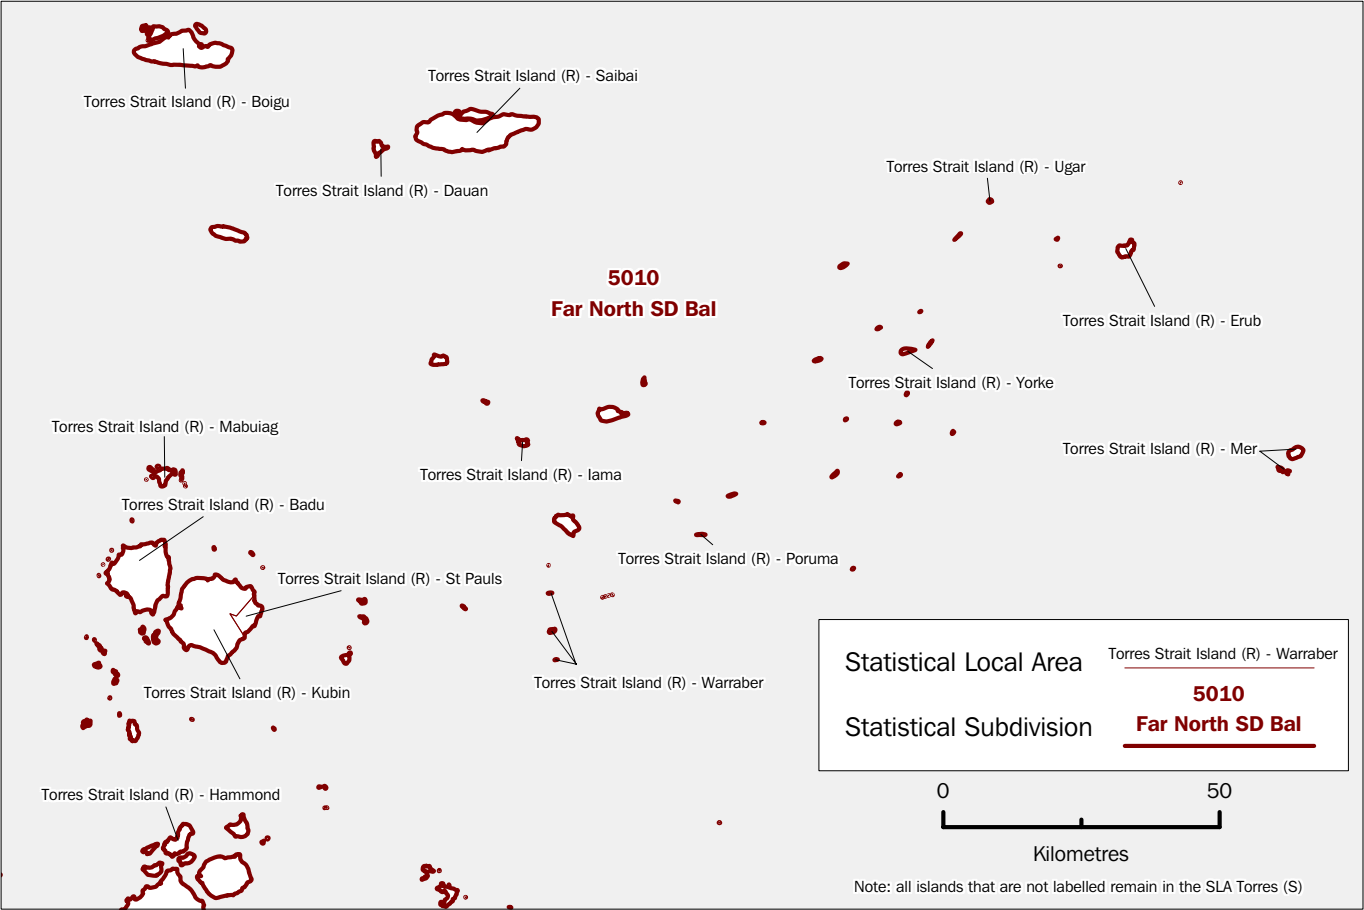 Torres Strait Island (R) - Saibai
Torres Strait Island (R) - Boigu
Torres Strait Island (R) - Ugar
Torres Strait Island (R) - Dauan
5010
Far North SD Bal
Torres Strait Island (R) - Erub
Torres Strait Island (R) - Yorke
Torres Strait Island (R) - Mabuiag
Torres Strait Island (R) - Mer
Torres Strait Island (R) - Iama
Torres Strait Island (R) - Badu
Torres Strait Island (R) - Poruma
Torres Strait Island (R) - St Pauls
Torres Strait Island (R) - Warraber
Torres Strait Island (R) - Kubin
Statistical Local Area
Torres Strait Island (R) - Warraber
5010
Statistical Subdivision
Far North SD Bal
Torres Strait Island (R) - Hammond
0 50
Kilometres
Note: all islands that are not labelled remain in the SLA Torres (S)